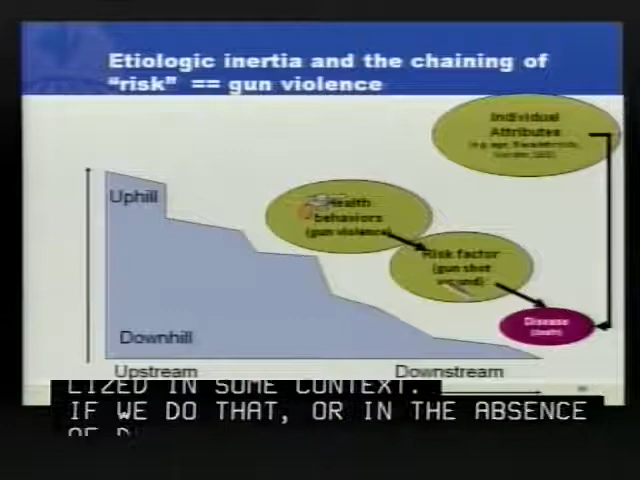 Etiologic inertia and the chaining of
"risk" == gun violence
Individual
Attributes
Uphill
Health
behaviors
(gun violence)
Risk factor
(gun shot
wound)
Disease
(death)
Downhill
Upstream
Downstream
LIZED IN SOME CONTEXT.
IF WE DO THAT, OR IN THE ABSENCE